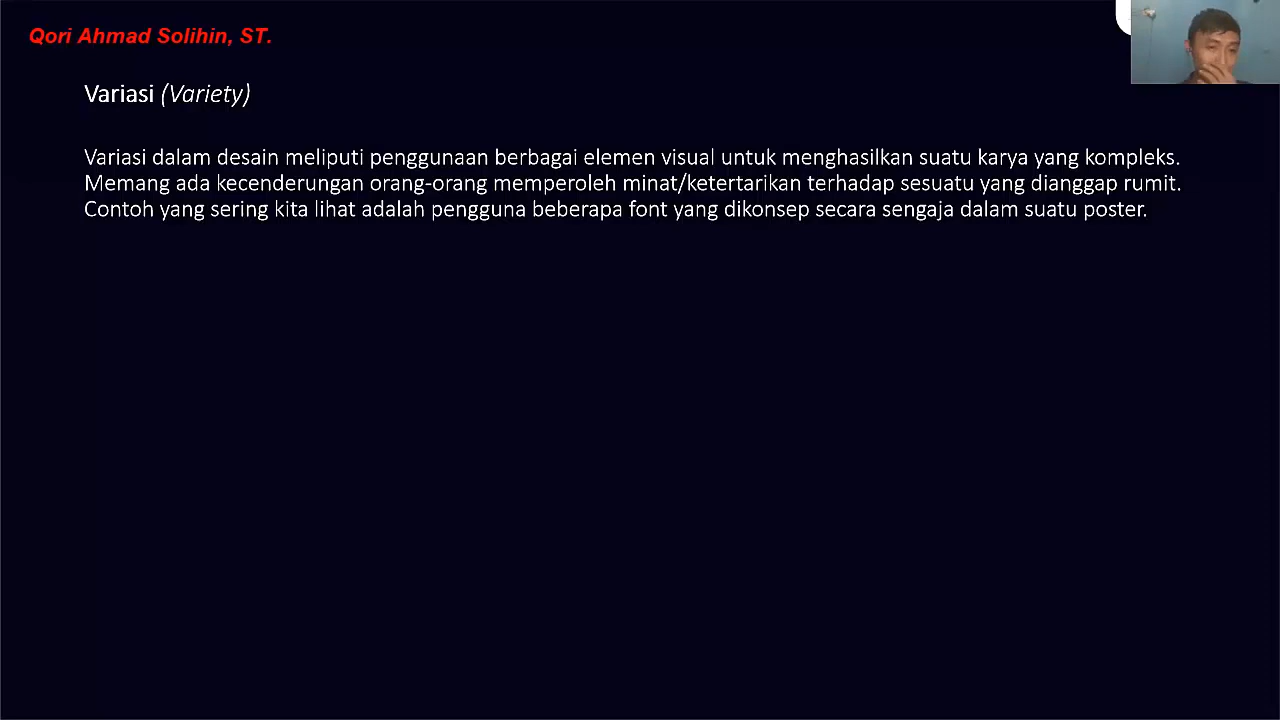 Qori Ahmad Solihin, ST.
Variasi (Variety)
Variasi dalam desain meliputi penggunaan berbagai elemen visual untuk menghasilkan suatu karya yang kompleks.
Memang ada kecenderungan orang-orang memperoleh minat/ketertarikan terhadap sesuatu yang dianggap rumit.
Contoh yang sering kita lihat adalah pengguna beberapa font yang dikonsep secara sengaja dalam suatu poster.